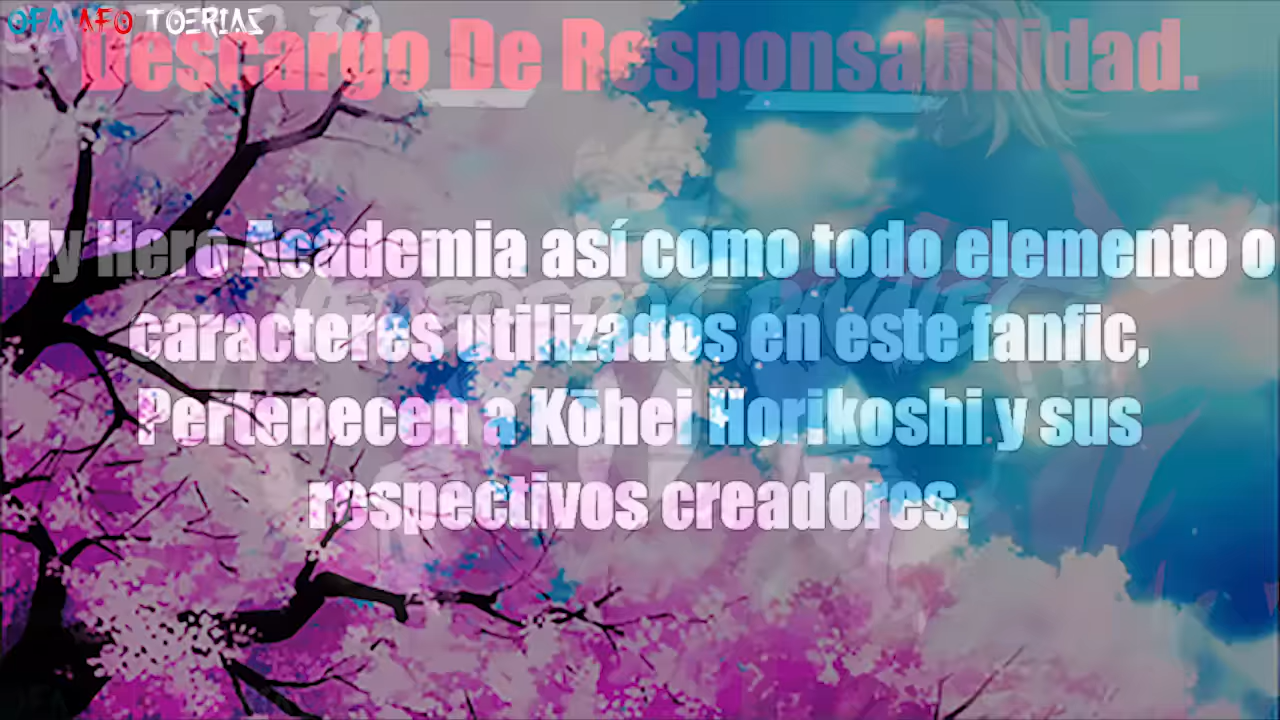 OFA AFO TOERIAS
Descargo De Responsabilidad.
My Hero Academia así como todo elemento o
caracteres utilizados en este fanfic,
Pertenecen a Kōhei Horikoshi y sus
respectivos creadores.